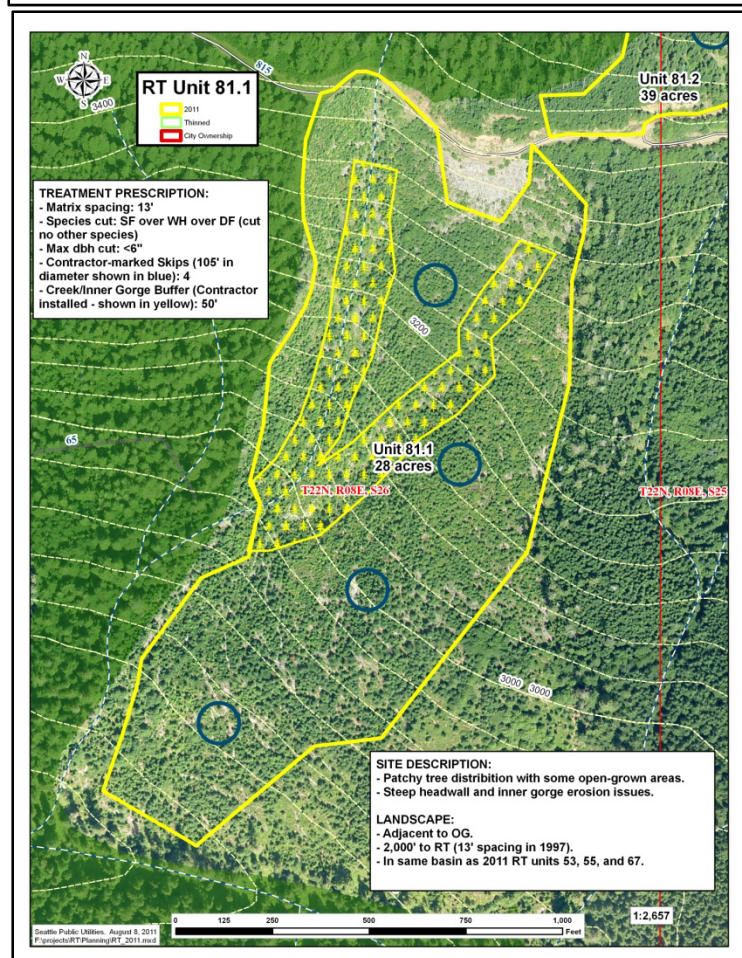 N
W E
S
815
3400
RT Unit 81.1
2011
Thinned
City Ownership
Unit 81.2
39 acres
TREATMENT PRESCRIPTION:
- Matrix spacing: 13'
- Species cut: SF over WH over DF (cut
no other species)
- Max dbh cut: <6"
- Contractor-marked Skips (105' in
diameter shown in blue): 4
- Creek/Inner Gorge Buffer (Contractor
installed - shown in yellow): 50'
3200
65
Unit 81.1
28 acres
T22N, R08E, S26
T22N, R08E, S25
3000 3000
SITE DESCRIPTION:
- Patchy tree distribition with some open-grown areas.
- Steep headwall and inner gorge erosion issues.
LANDSCAPE:
- Adjacent to OG.
- 2,000' to RT (13' spacing in 1997).
- In same basin as 2011 RT units 53, 55, and 67.
0 125 250 500 750 1,000
Feet
1:2,657
Seattle Public Utilities. August 8, 2011
F:\projects\RT\Planning\RT_2011.mxd